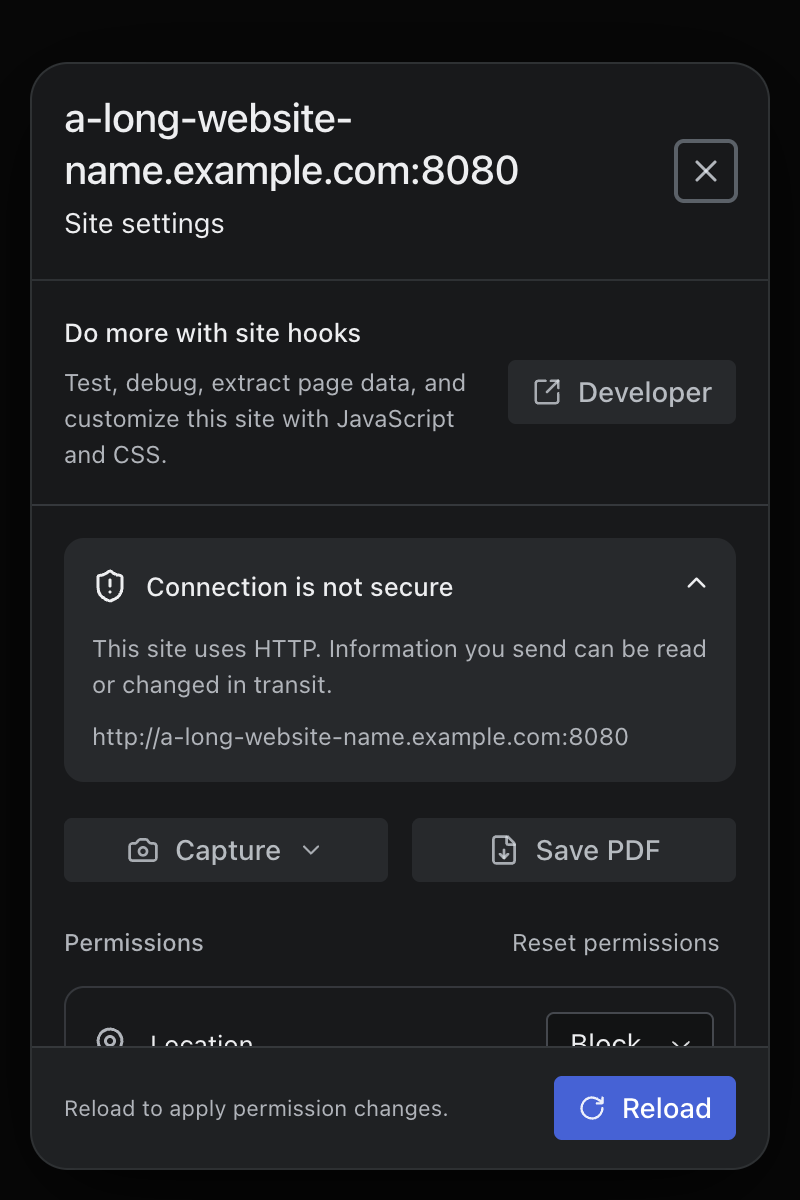 a-long-website-
name.example.com:8080
Site settings
Do more with site hooks
Test, debug, extract page data, and
customize this site with JavaScript
and CSS.
Developer
Connection is not secure
This site uses HTTP. Information you send can be read
or changed in transit.
http://a-long-website-name.example.com:8080
Capture
Save PDF
Permissions
Reset permissions
Location
Block
Reload to apply permission changes.
Reload